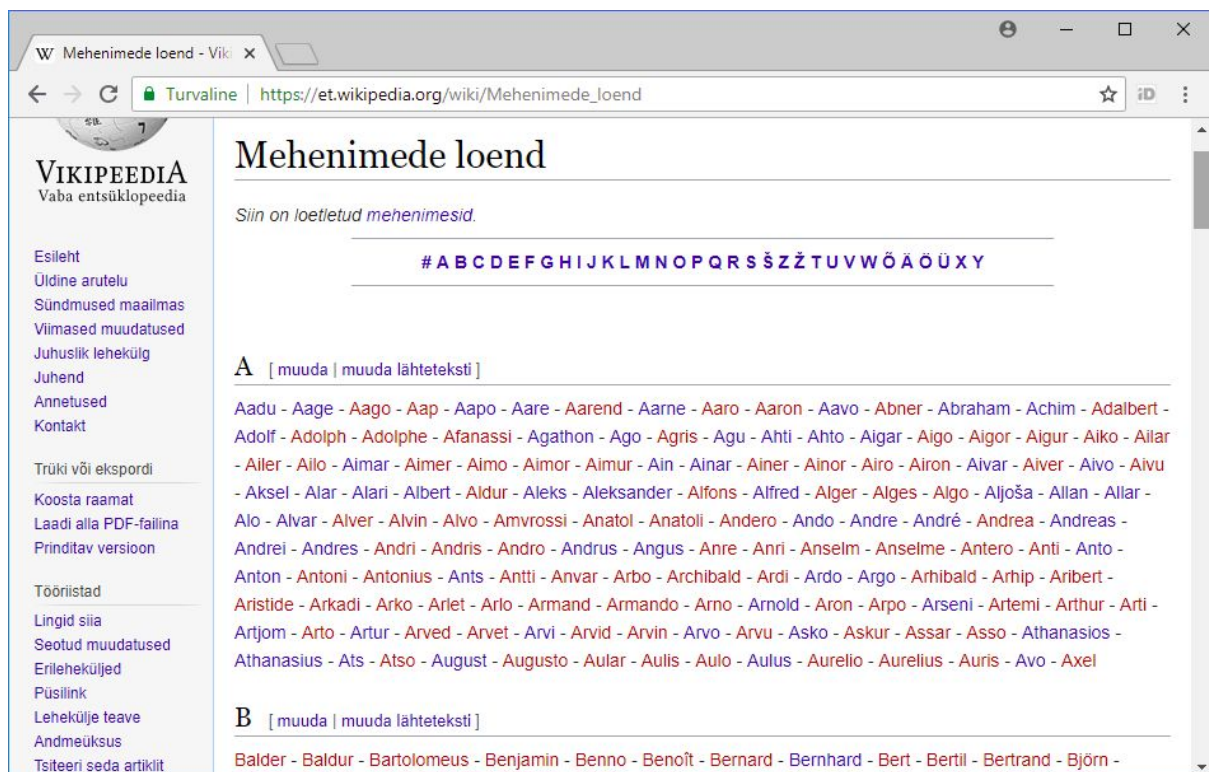 Mehenimede loend - Viki
Turvaline | https://et.wikipedia.org/wiki/Mehenimede_loend
VIKIPEEDIA
Vaba entsüklopeedia
Esileht
Üldine arutelu
Sündmused maailmas
Viimased muudatused
Juhuslik lehekülg
Juhend
Annetused
Kontakt
Trüki või ekspordi
Koosta raamat
Laadi alla PDF-failina
Prinditav versioon
Tööriistad
Lingid siia
Seotud muudatused
Erileheküljed
Püsilink
Lehekülje teave
Andmeüksus
Tsiteeri seda artiklit
Mehenimede loend
Siin on loetletud mehenimesid.
# A B C D E F G H I J K L M N O P Q R S Š Z Ž T U V W Õ Ä Ö Ü X Y
A [ muuda | muuda lähteteksti ]
Aadu - Aage - Aago - Aap - Aapo - Aare - Aarend - Aarne - Aaro - Aaron - Aavo - Abner - Abraham - Achim - Adalbert -
Adolf - Adolph - Adolphe - Afanassi - Agathon - Ago - Agris - Agu - Ahti - Ahto - Aigar - Aigo - Aigor - Aigur - Aiko - Ailar
- Ailer - Ailo - Aimar - Aimer - Aimo - Aimor - Aimur - Ain - Ainar - Ainer - Ainor - Airo - Airon - Aivar - Aiver - Aivo - Aivu
- Aksel - Alar - Alari - Albert - Aldur - Aleks - Aleksander - Alfons - Alfred - Alger - Alges - Algo - Aljoša - Allan - Allar -
Alo - Alvar - Alver - Alvin - Alvo - Amvrossi - Anatol - Anatoli - Andero - Ando - Andre - André - Andrea - Andreas -
Andrei - Andres - Andri - Andris - Andro - Andrus - Angus - Anre - Anri - Anselm - Anselme - Antero - Anti - Anto -
Anton - Antoni - Antonius - Ants - Antti - Anvar - Arbo - Archibald - Ardi - Ardo - Argo - Arhibald - Arhip - Aribert -
Aristide - Arkadi - Arko - Arlet - Arlo - Armand - Armando - Arno - Arnold - Aron - Arpo - Arseni - Artemi - Arthur - Arti -
Artjom - Arto - Artur - Arved - Arvet - Arvi - Arvid - Arvin - Arvo - Arvu - Asko - Askur - Assar - Asso - Athanasios -
Athanasius - Ats - Atso - August - Augusto - Aular - Aulis - Aulo - Aulus - Aurelio - Aurelius - Auris - Avo - Axel
B [ muuda | muuda lähteteksti ]
Balder - Baldur - Bartolomeus - Benjamin - Benno - Benoît - Bernard - Bernhard - Bert - Bertil - Bertrand - Björn -